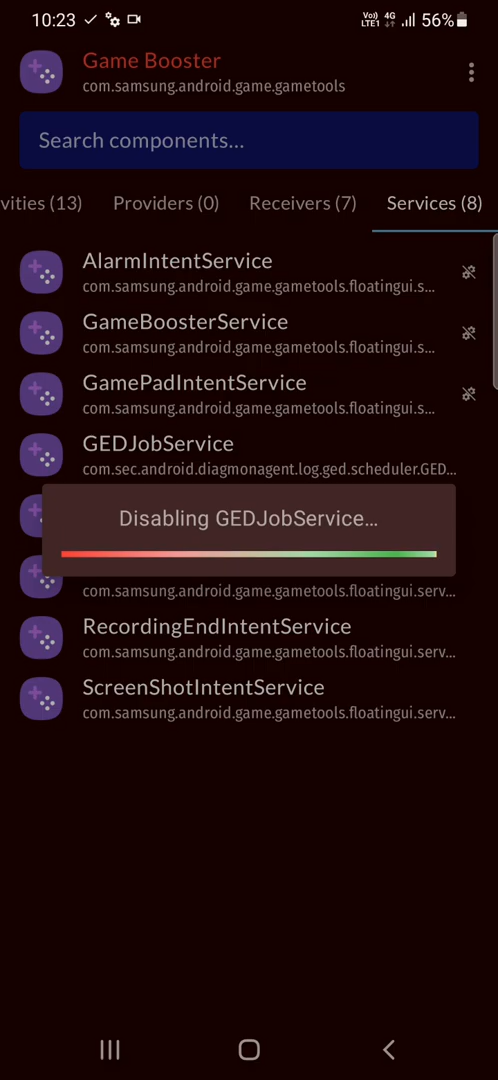 10:23
Vo)) 4G
LTE1
56%
Game Booster
com.samsung.android.game.gametools
Search components...
vities (13) Providers (0) Receivers (7) Services (8)
AlarmIntentService
com.samsung.android.game.gametools.floatingui.s...
GameBoosterService
com.samsung.android.game.gametools.floatingui.s...
GamePadIntentService
com.samsung.android.game.gametools.floatingui.s...
GEDJobService
com.sec.android.diagmonagent.log.ged.scheduler.GED...
Disabling GEDJobService...
com.samsung.android.game.gametools.floatingui.serv...
RecordingEndIntentService
com.samsung.android.game.gametools.floatingui.serv...
ScreenShotIntentService
com.samsung.android.game.gametools.floatingui.serv...